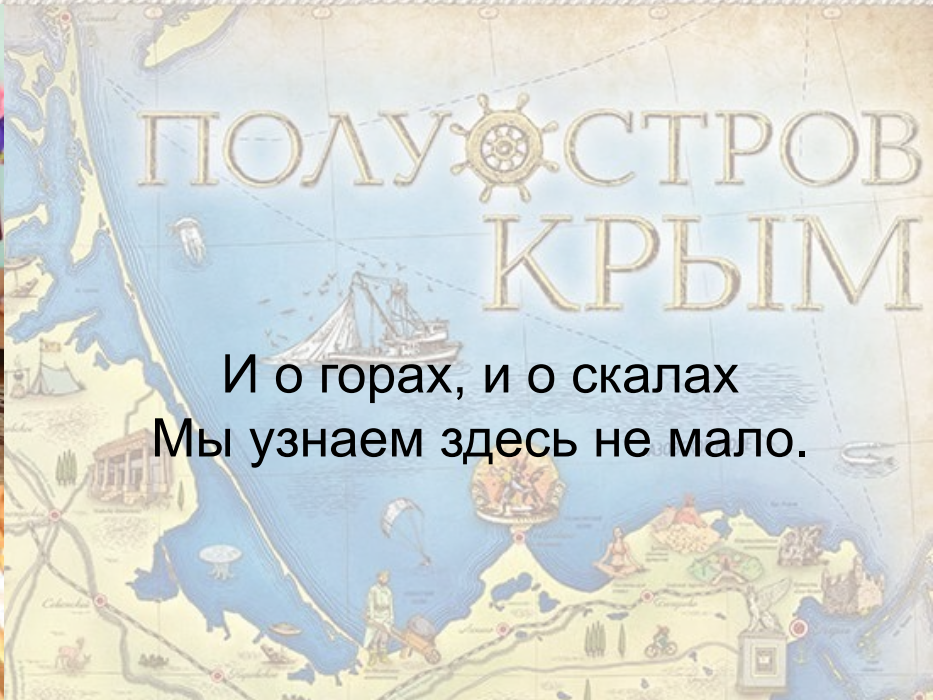 ПОЛУОСТРОВ
КРЫМ
И о горах, и о скалах
Мы узнаем здесь не мало.